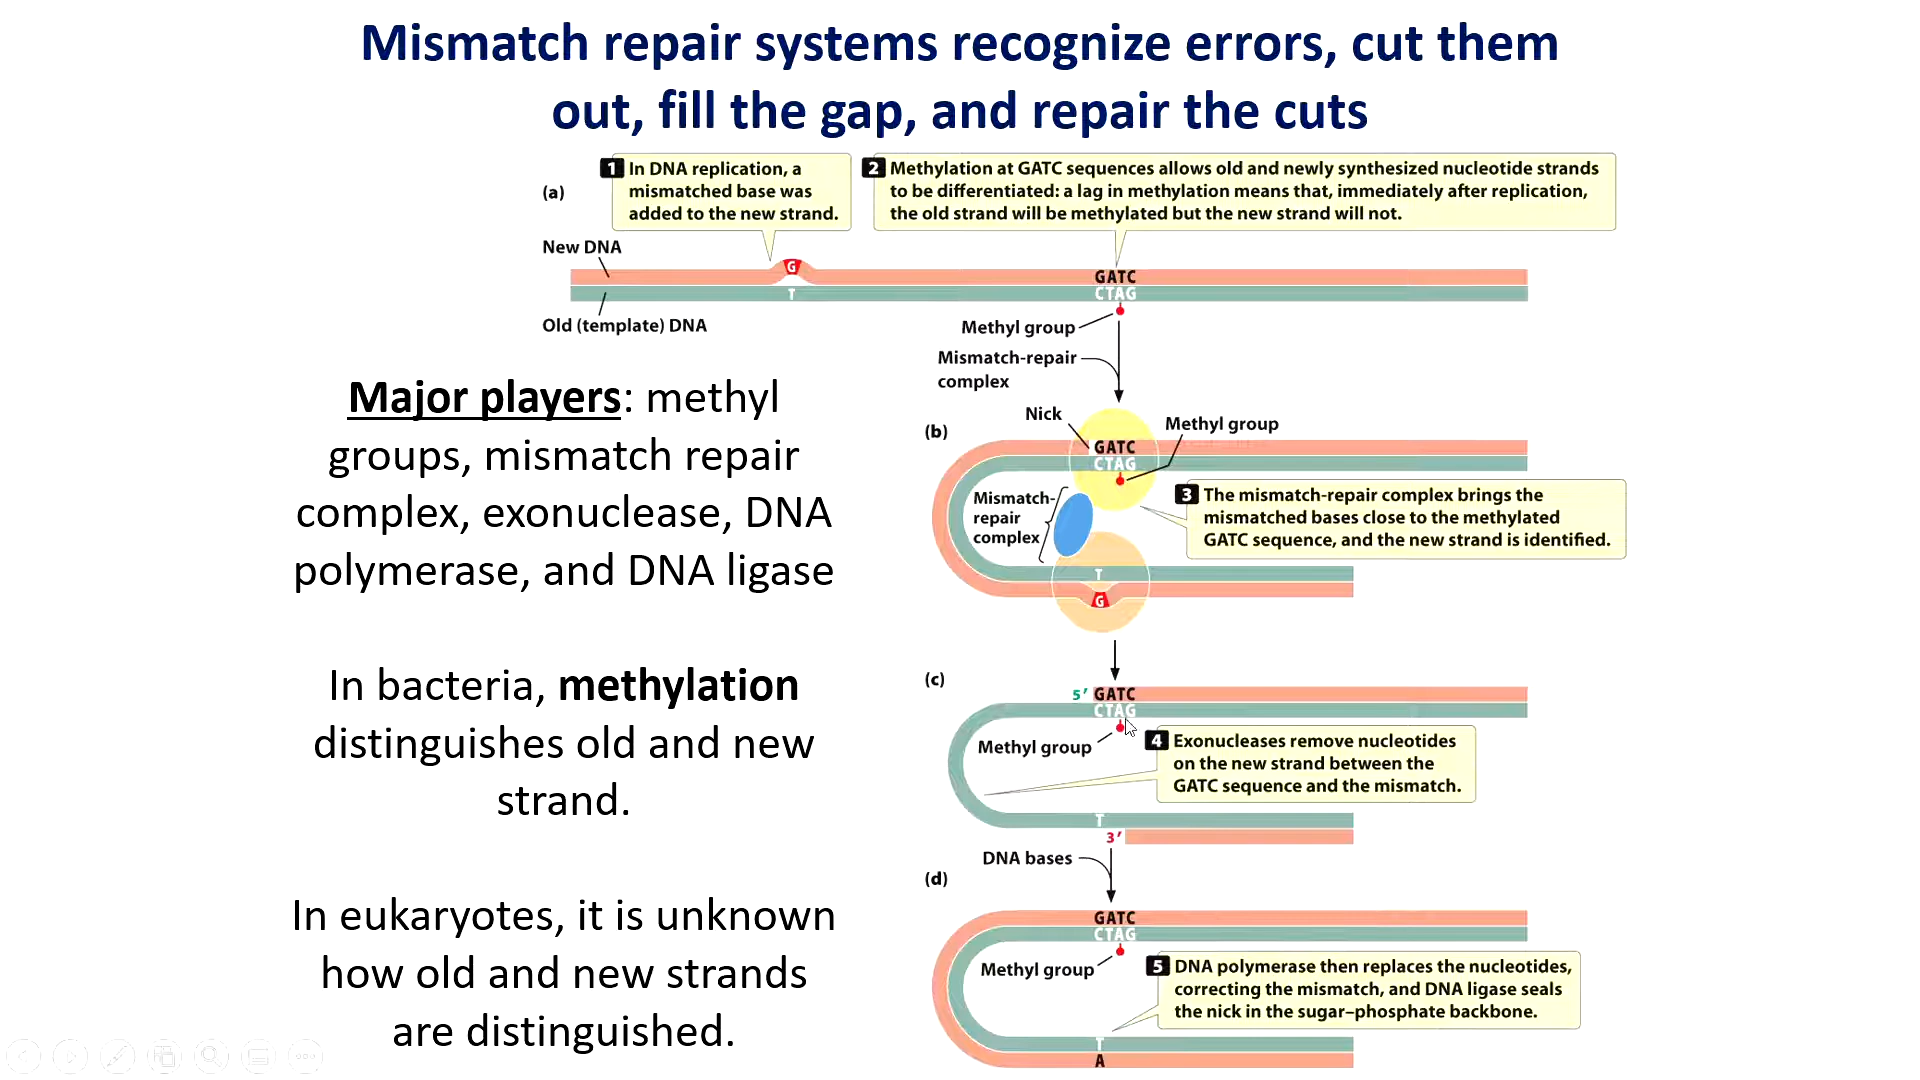 Mismatch repair systems recognize errors, cut them
out, fill the gap, and repair the cuts
(a)
1 In DNA replication, a
mismatched base was
added to the new strand.
2 Methylation at GATC sequences allows old and newly synthesized nucleotide strands
to be differentiated: a lag in methylation means that, immediately after replication,
the old strand will be methylated but the new strand will not.
New DNA
G
GATC
T
CTAG
Old (template) DNA
Methyl group
Mismatch-repair
complex
Major players: methyl
groups, mismatch repair
complex, exonuclease, DNA
polymerase, and DNA ligase
In bacteria, methylation
distinguishes old and new
strand.
In eukaryotes, it is unknown
how old and new strands
are distinguished.
(b)
Nick
Methyl group
GATC
CTAG
Mismatch-
repair
complex
3 The mismatch-repair complex brings the
mismatched bases close to the methylated
GATC sequence, and the new strand is identified.
T
G
(c)
5′ GATC
CTAG
Methyl group
4 Exonucleases remove nucleotides
on the new strand between the
GATC sequence and the mismatch.
T
3′
DNA bases
(d)
GATC
CTAG
Methyl group
5 DNA polymerase then replaces the nucleotides,
correcting the mismatch, and DNA ligase seals
the nick in the sugar–phosphate backbone.
T
A